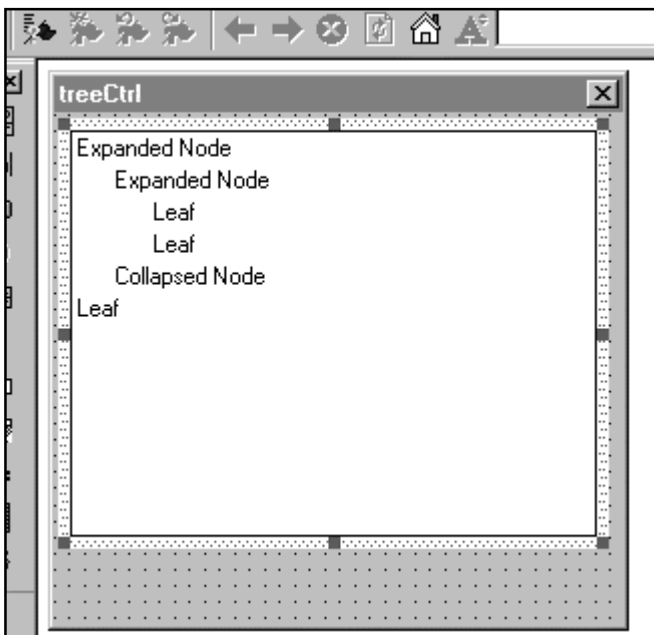 treeCtrl
Expanded Node
Expanded Node
Leaf
Leaf
Collapsed Node
Leaf